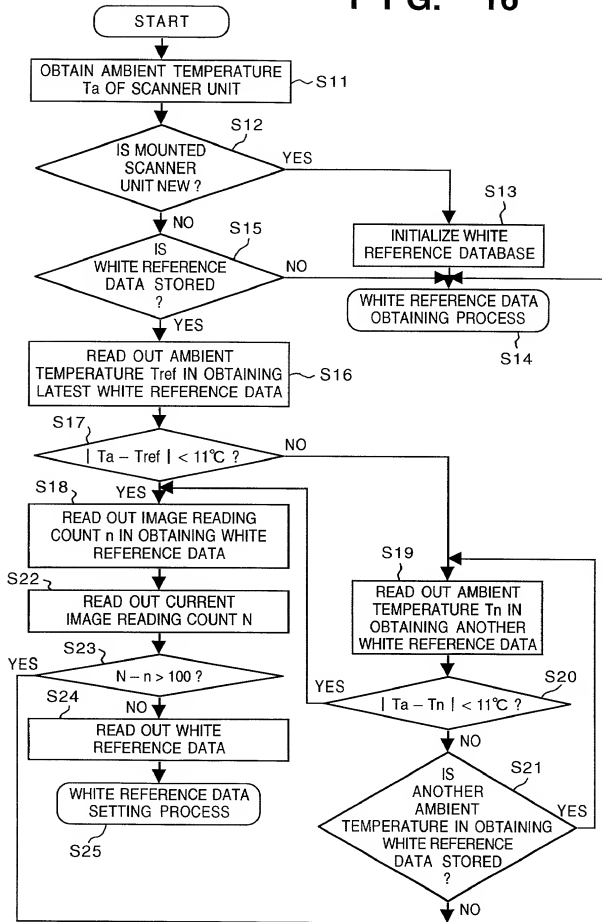 FIG. 16
START
OBTAIN AMBIENT TEMPERATURE
Ta OF SCANNER UNIT
S11
S12
IS MOUNTED
SCANNER
UNIT NEW ?
YES
NO
S13
INITIALIZE WHITE
REFERENCE DATABASE
S15
IS
WHITE REFERENCE
DATA STORED
?
NO
YES
WHITE REFERENCE DATA
OBTAINING PROCESS
S14
READ OUT AMBIENT
TEMPERATURE Tref IN OBTAINING
LATEST WHITE REFERENCE DATA
S16
S17
| Ta – Tref | < 11°C ?
NO
YES
S18
READ OUT IMAGE READING
COUNT n IN OBTAINING WHITE
REFERENCE DATA
S19
READ OUT AMBIENT
TEMPERATURE Tn IN
OBTAINING ANOTHER
WHITE REFERENCE DATA
S22
READ OUT CURRENT
IMAGE READING COUNT N
S23
YES
N – n > 100 ?
NO
S20
YES
| Ta – Tn | < 11°C ?
NO
S24
READ OUT WHITE
REFERENCE DATA
WHITE REFERENCE DATA
SETTING PROCESS
S25
S21
IS
ANOTHER
AMBIENT
TEMPERATURE IN OBTAINING
WHITE REFERENCE
DATA STORED
?
YES
NO